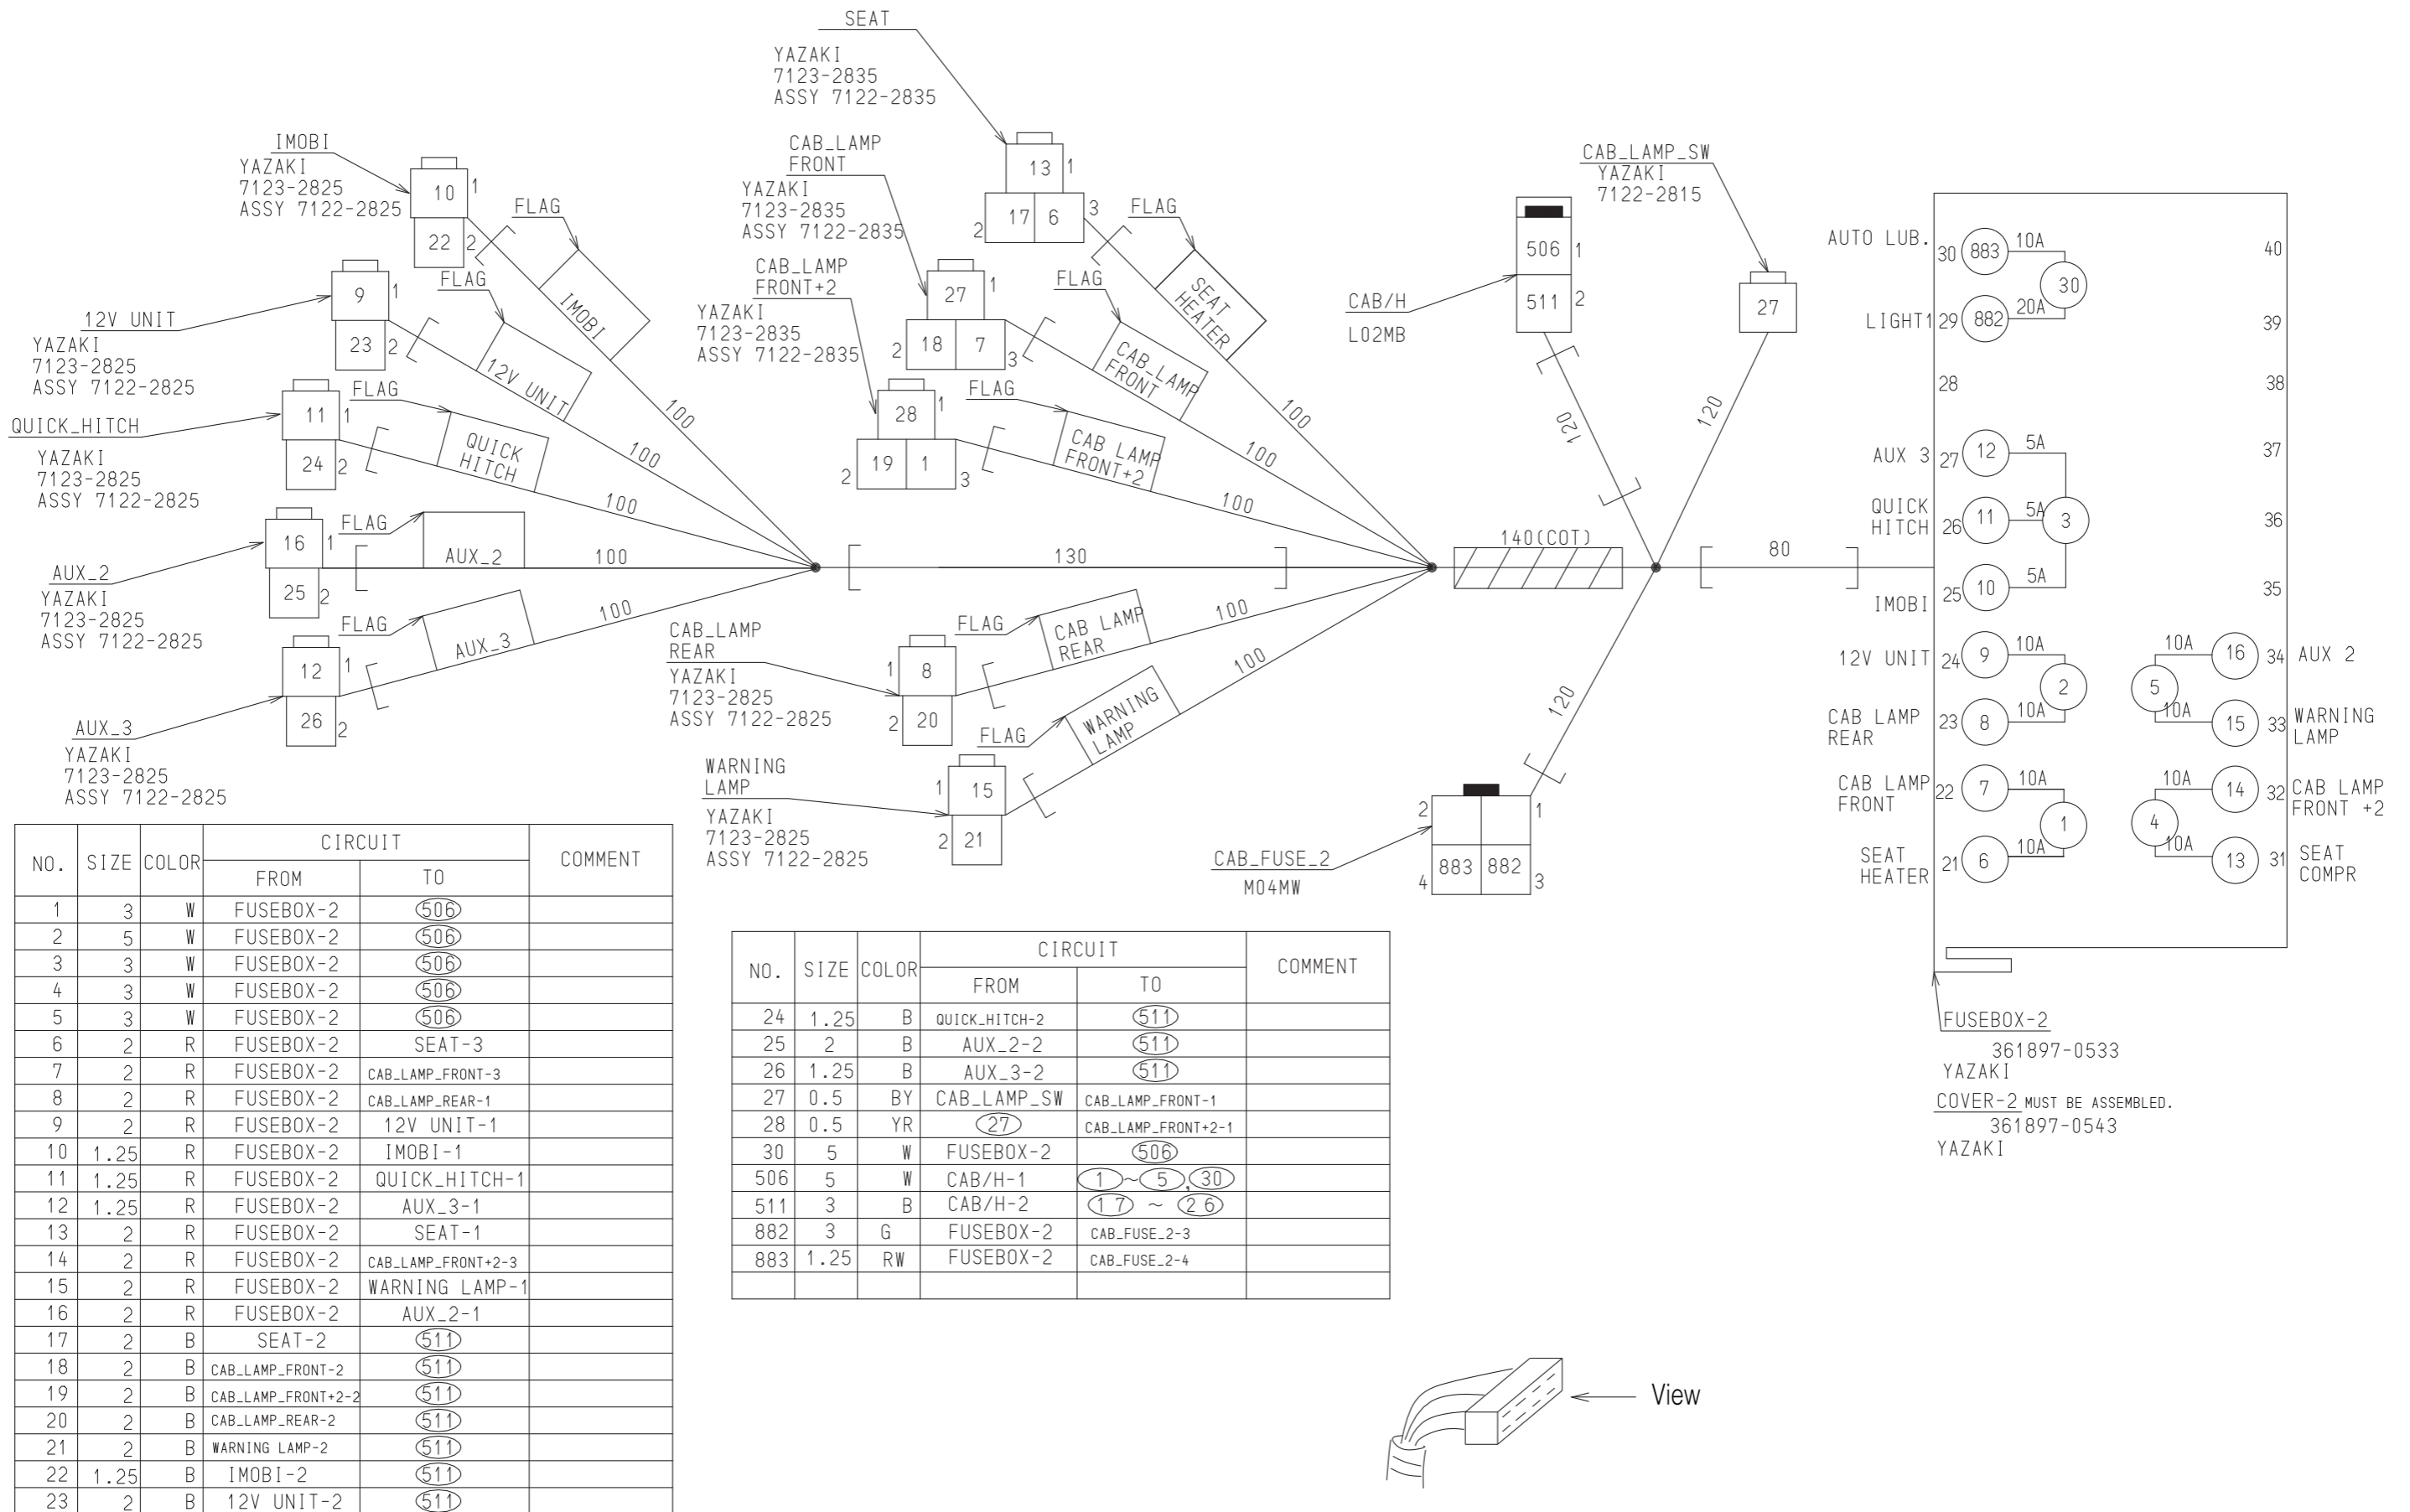 SEAT
YAZAKI
7123-2835
ASSY 7122-2835
13
1
17
6
2
3
FLAG
SEAT
HEATER
100
IMOBI
YAZAKI
7123-2825
ASSY 7122-2825
10
1
22
2
FLAG
IMOBI
100
12V UNIT
YAZAKI
7123-2825
ASSY 7122-2825
9
1
23
2
FLAG
12V UNIT
100
QUICK_HITCH
YAZAKI
7123-2825
ASSY 7122-2825
11
1
24
2
FLAG
QUICK
HITCH
100
AUX_2
YAZAKI
7123-2825
ASSY 7122-2825
16
1
25
2
FLAG
AUX_2
100
AUX_3
YAZAKI
7123-2825
ASSY 7122-2825
12
1
26
2
FLAG
AUX_3
100
130
CAB_LAMP
FRONT
YAZAKI
7123-2835
ASSY 7122-2835
27
1
18
7
2
3
FLAG
CAB_LAMP
FRONT
100
CAB_LAMP
FRONT+2
YAZAKI
7123-2835
ASSY 7122-2835
28
1
19
1
2
3
FLAG
CAB LAMP
FRONT+2
100
CAB_LAMP
REAR
YAZAKI
7123-2825
ASSY 7122-2825
1
8
2
20
FLAG
CAB LAMP
REAR
100
WARNING
LAMP
YAZAKI
7123-2825
ASSY 7122-2825
1
15
2
21
FLAG
WARNING
LAMP
100
140(COT)
CAB/H
L02MB
506
1
511
2
120
CAB_LAMP_SW
YAZAKI
7122-2815
27
120
80
120
CAB_FUSE_2
M04MW
2
1
883
882
4
3
AUTO LUB.
30
883
10A
30
40
LIGHT1
29
882
20A
39
28
38
AUX 3
27
12
5A
37
QUICK
HITCH
26
11
5A
3
36
IMOBI
25
10
5A
35
12V UNIT
24
9
10A
2
10A
16
34
AUX 2
CAB LAMP
REAR
23
8
10A
5
10A
15
33
WARNING
LAMP
CAB LAMP
FRONT
22
7
10A
1
10A
14
32
CAB LAMP
FRONT +2
SEAT
HEATER
21
6
10A
4
10A
13
31
SEAT
COMPR
FUSEBOX-2
361897-0533
YAZAKI
COVER-2 MUST BE ASSEMBLED.
361897-0543
YAZAKI
NO. SIZE COLOR CIRCUIT COMMENT
FROM TO
1 3 W FUSEBOX-2 506
2 5 W FUSEBOX-2 506
3 3 W FUSEBOX-2 506
4 3 W FUSEBOX-2 506
5 3 W FUSEBOX-2 506
6 2 R FUSEBOX-2 SEAT-3
7 2 R FUSEBOX-2 CAB_LAMP_FRONT-3
8 2 R FUSEBOX-2 CAB_LAMP_REAR-1
9 2 R FUSEBOX-2 12V UNIT-1
10 1.25 R FUSEBOX-2 IMOBI-1
11 1.25 R FUSEBOX-2 QUICK_HITCH-1
12 1.25 R FUSEBOX-2 AUX_3-1
13 2 R FUSEBOX-2 SEAT-1
14 2 R FUSEBOX-2 CAB_LAMP_FRONT+2-3
15 2 R FUSEBOX-2 WARNING LAMP-1
16 2 R FUSEBOX-2 AUX_2-1
17 2 B SEAT-2 511
18 2 B CAB_LAMP_FRONT-2 511
19 2 B CAB_LAMP_FRONT+2-2 511
20 2 B CAB_LAMP_REAR-2 511
21 2 B WARNING LAMP-2 511
22 1.25 B IMOBI-2 511
23 2 B 12V UNIT-2 511
NO. SIZE COLOR CIRCUIT COMMENT
FROM TO
24 1.25 B QUICK_HITCH-2 511
25 2 B AUX_2-2 511
26 1.25 B AUX_3-2 511
27 0.5 BY CAB_LAMP_SW CAB_LAMP_FRONT-1
28 0.5 YR 27 CAB_LAMP_FRONT+2-1
30 5 W FUSEBOX-2 506
506 5 W CAB/H-1 1~5,30
511 3 B CAB/H-2 17 ~ 26
882 3 G FUSEBOX-2 CAB_FUSE_2-3
883 1.25 RW FUSEBOX-2 CAB_FUSE_2-4
View